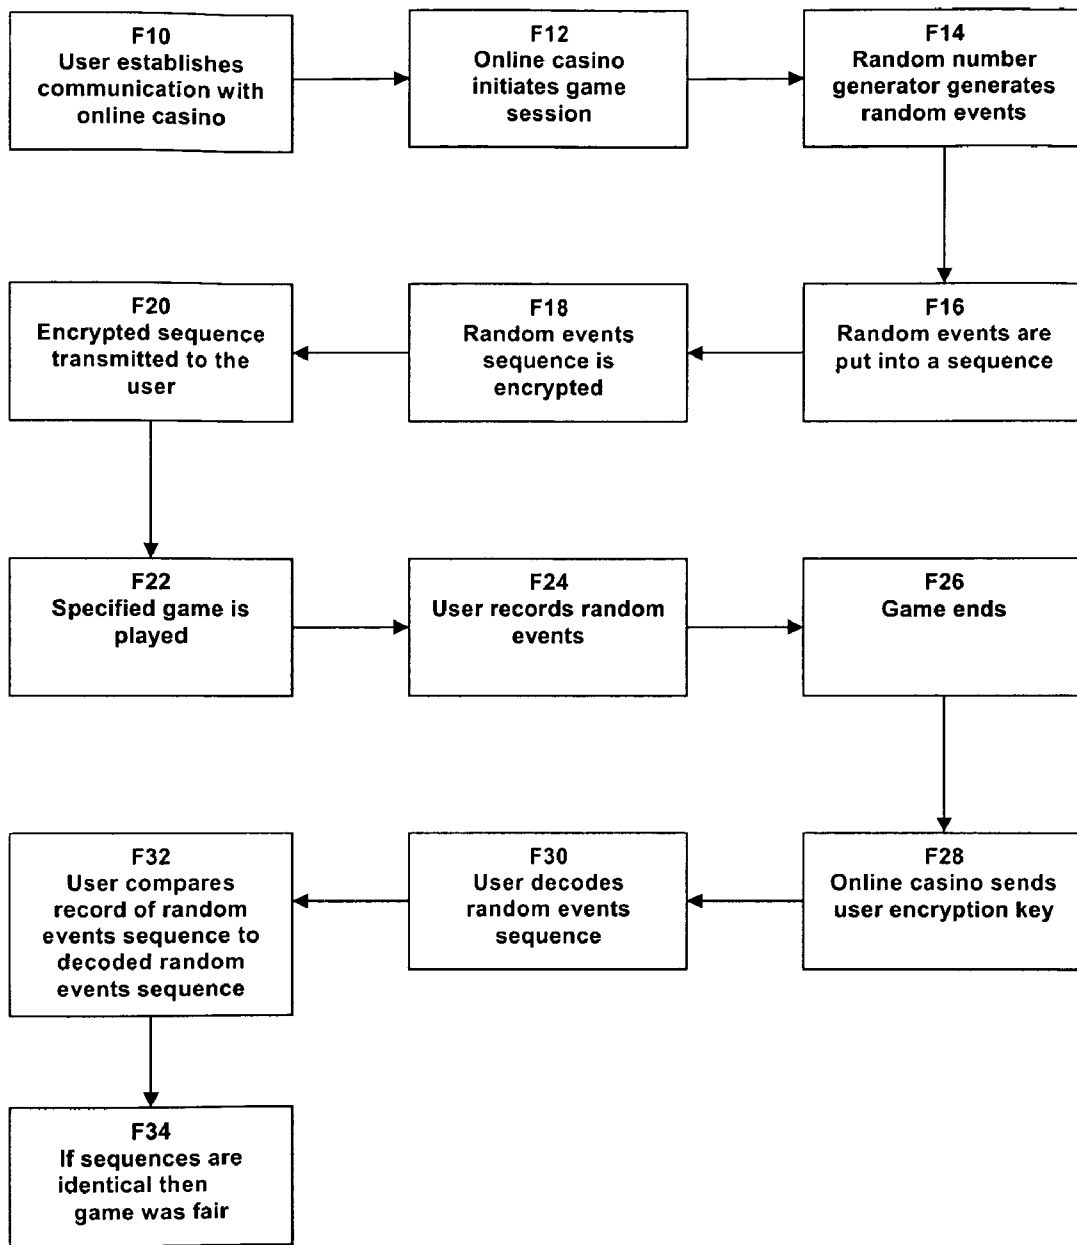 F10
User establishes
communication with
online casino
F12
Online casino
initiates game
session
F14
Random number
generator generates
random events
F16
Random events are
put into a sequence
F18
Random events
sequence is
encrypted
F20
Encrypted sequence
transmitted to the
user
F22
Specified game is
played
F24
User records random
events
F26
Game ends
F28
Online casino sends
user encryption key
F30
User decodes
random events
sequence
F32
User compares
record of random
events sequence to
decoded random
events sequence
F34
If sequences are
identical then
game was fair